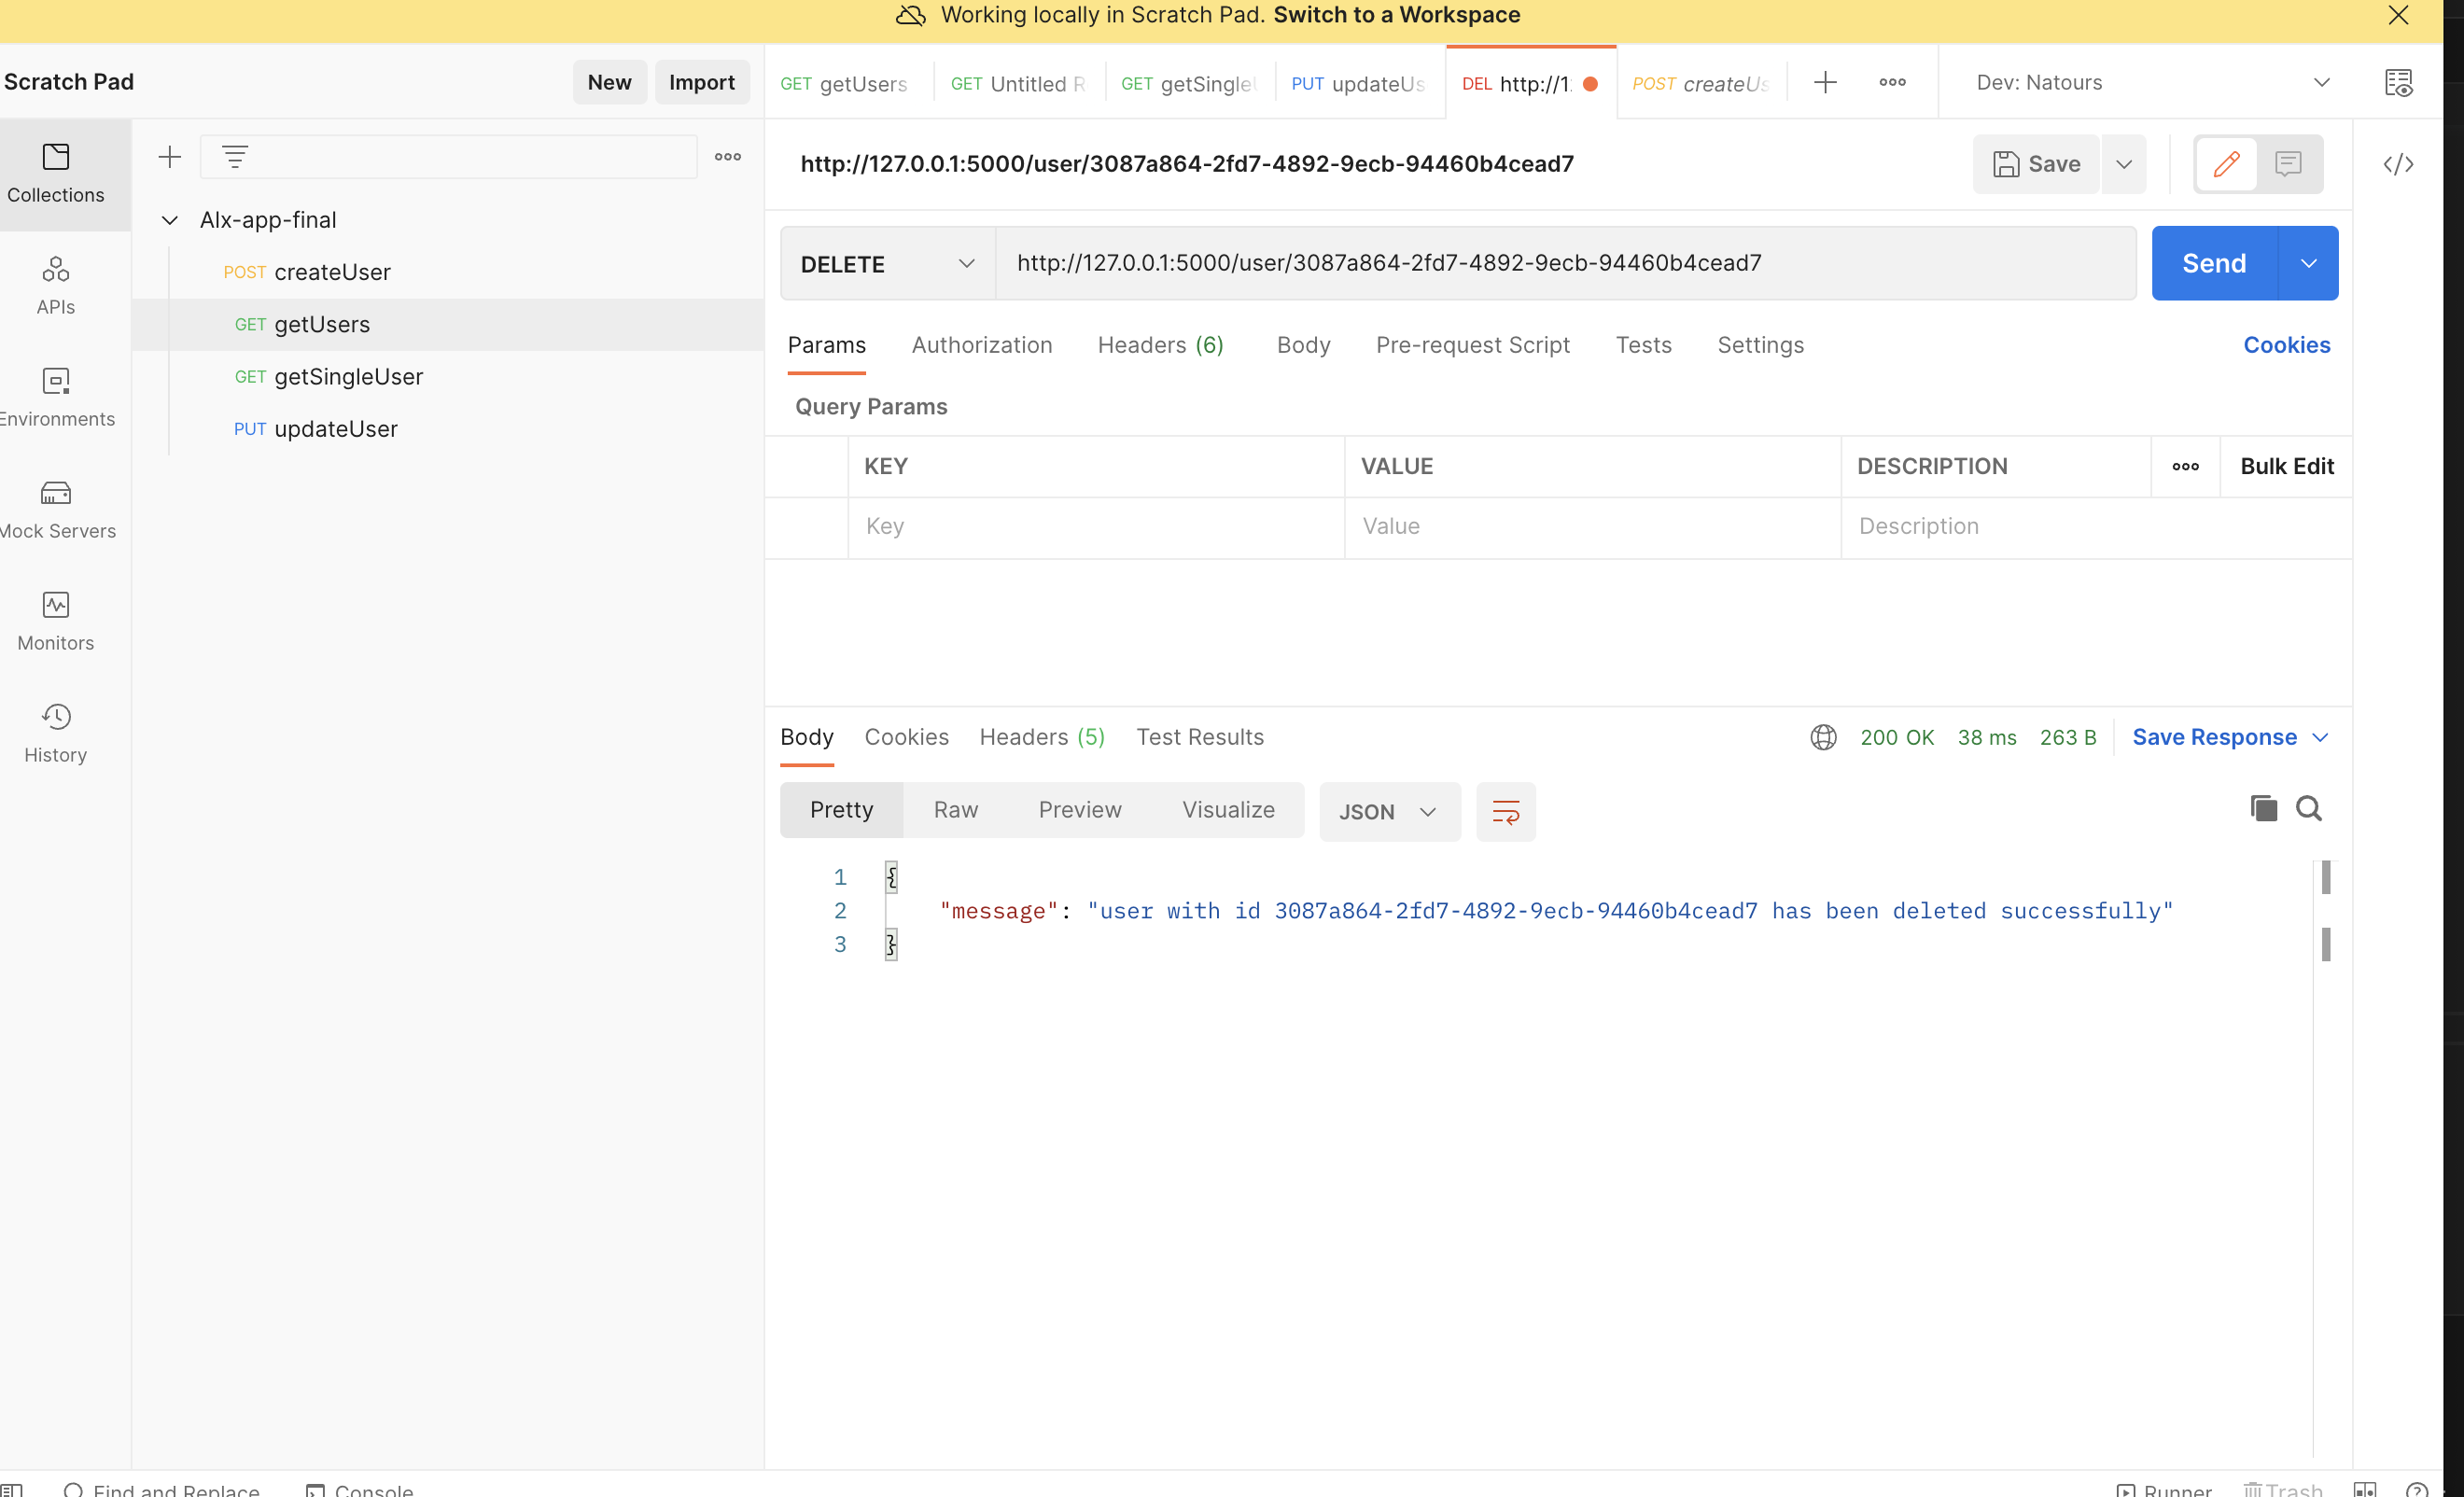 Working locally in Scratch Pad. Switch to a Workspace
Scratch Pad
New
Import
GET getUsers
GET Untitled R
GET getSingleU
PUT updateUs
DEL http://1
POST createUs
Dev: Natours
Collections
APIs
Environments
Mock Servers
Monitors
History
Alx-app-final
POST createUser
GET getUsers
GET getSingleUser
PUT updateUser
http://127.0.0.1:5000/user/3087a864-2fd7-4892-9ecb-94460b4cead7
Save
DELETE
http://127.0.0.1:5000/user/3087a864-2fd7-4892-9ecb-94460b4cead7
Send
Params
Authorization
Headers (6)
Body
Pre-request Script
Tests
Settings
Cookies
Query Params
KEY
VALUE
DESCRIPTION
Bulk Edit
Key
Value
Description
Body
Cookies
Headers (5)
Test Results
200 OK
38 ms
263 B
Save Response
Pretty
Raw
Preview
Visualize
JSON
1 {
2 "message": "user with id 3087a864-2fd7-4892-9ecb-94460b4cead7 has been deleted successfully"
3 }
Find and Replace
Console
Runner
Trash